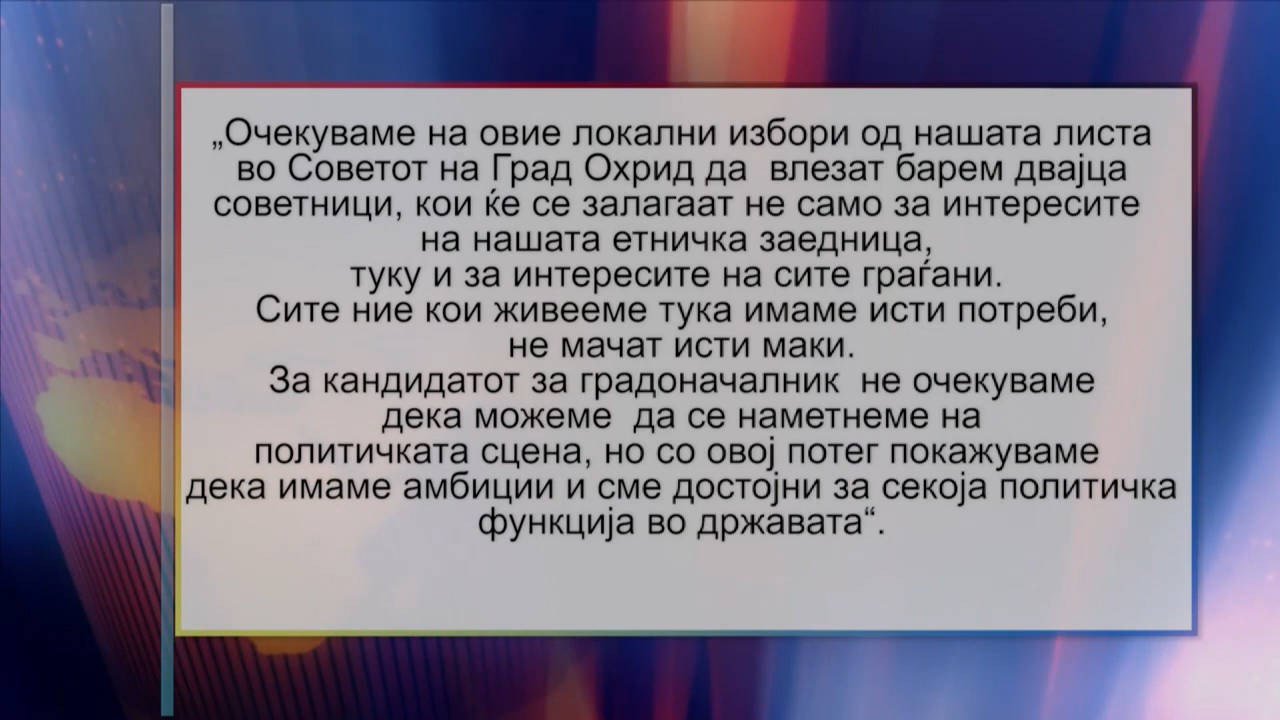 „Очекуваме на овие локални избори од нашата листа
во Советот на Град Охрид да  влезат барем двајца
советници, кои ќе се залагаат не само за интересите
на нашата етничка заедница,
туку и за интересите на сите граѓани.
Сите ние кои живееме тука имаме исти потреби,
не мачат исти маки.
За кандидатот за градоначалник  не очекуваме
дека можеме  да се наметнеме на
политичката сцена, но со овој потег покажуваме
дека имаме амбиции и сме достојни за секоја политичка
функција во државата“.